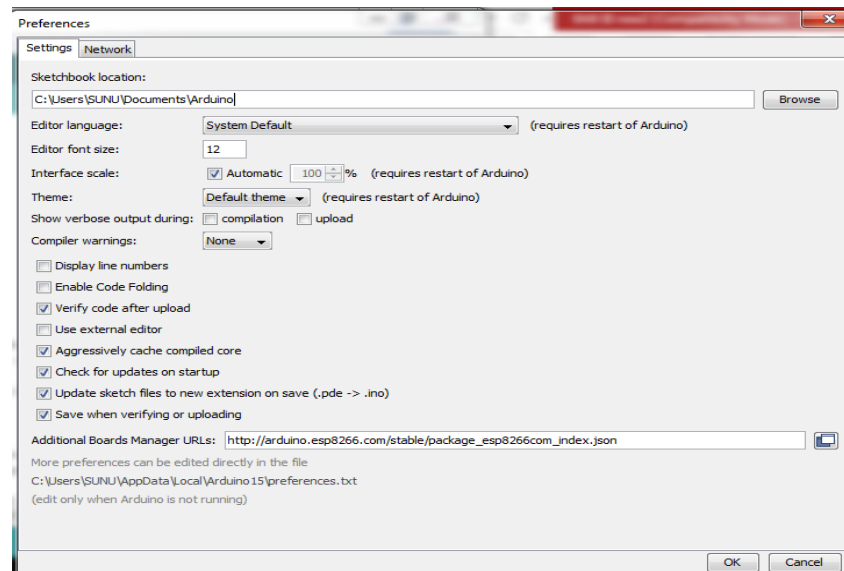 Preferences
Settings Network
Sketchbook location:
C:\Users\SUNU\Documents\Arduino Browse
Editor language: System Default (requires restart of Arduino)
Editor font size: 12
Interface scale: Automatic 100 % (requires restart of Arduino)
Theme: Default theme (requires restart of Arduino)
Show verbose output during: compilation upload
Compiler warnings: None
Display line numbers
Enable Code Folding
Verify code after upload
Use external editor
Aggressively cache compiled core
Check for updates on startup
Update sketch files to new extension on save (.pde -> .ino)
Save when verifying or uploading
Additional Boards Manager URLs: http://arduino.esp8266.com/stable/package_esp8266com_index.json
More preferences can be edited directly in the file
C:\Users\SUNU\AppData\Local\Arduino15\preferences.txt
(edit only when Arduino is not running)
OK Cancel